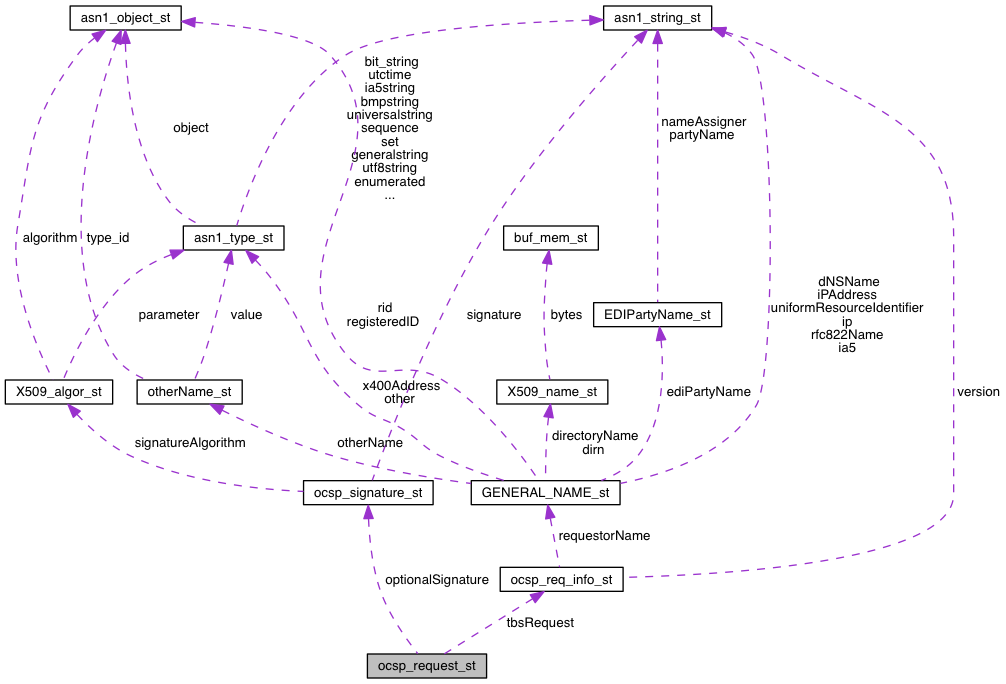 asn1_object_st
asn1_string_st
bit_string
utctime
ia5string
bmpstring
universalstring
sequence
set
generalstring
utf8string
enumerated
...
object
nameAssigner
partyName
algorithm
type_id
asn1_type_st
buf_mem_st
dNSName
iPAddress
uniformResourceIdentifier
ip
rfc822Name
ia5
rid
registeredID
parameter
value
signature
bytes
EDIPartyName_st
X509_algor_st
otherName_st
x400Address
other
X509_name_st
ediPartyName
version
signatureAlgorithm
otherName
directoryName
dirn
ocsp_signature_st
GENERAL_NAME_st
requestorName
optionalSignature
ocsp_req_info_st
tbsRequest
ocsp_request_st